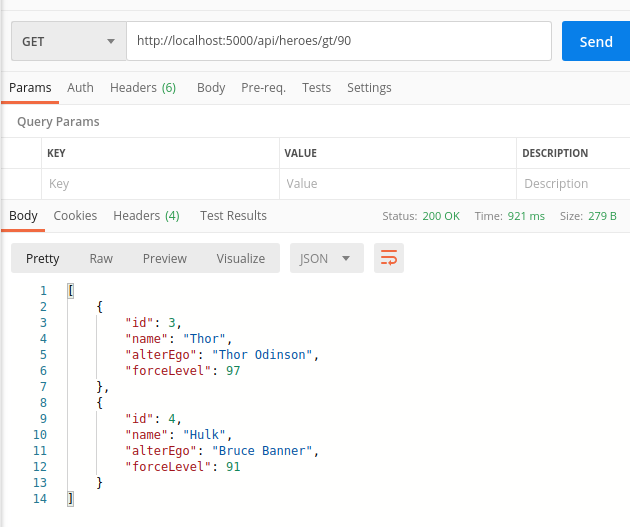 GET http://localhost:5000/api/heroes/gt/90 Send
Params Auth Headers (6) Body Pre-req. Tests Settings
Query Params
KEY VALUE DESCRIPTION
Key Value Description
Body Cookies Headers (4) Test Results Status: 200 OK Time: 921 ms Size: 279 B
Pretty Raw Preview Visualize JSON
1 [
2 {
3 "id": 3,
4 "name": "Thor",
5 "alterEgo": "Thor Odinson",
6 "forceLevel": 97
7 },
8 {
9 "id": 4,
10 "name": "Hulk",
11 "alterEgo": "Bruce Banner",
12 "forceLevel": 91
13 }
14 ]